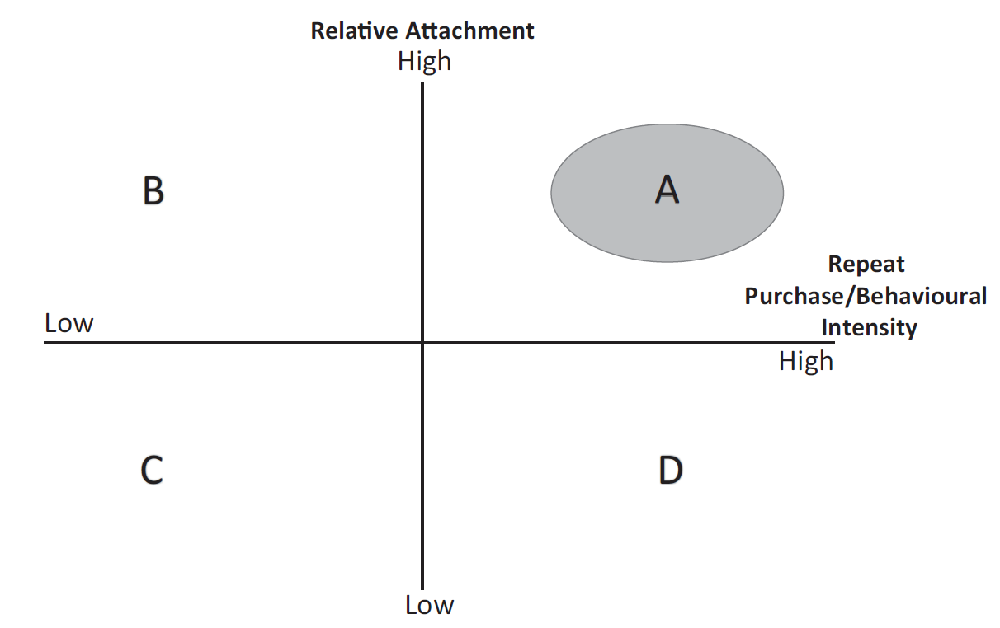 Relative Attachment
High
B
A
Repeat
Purchase/Behavioural
Intensity
Low
High
C
D
Low